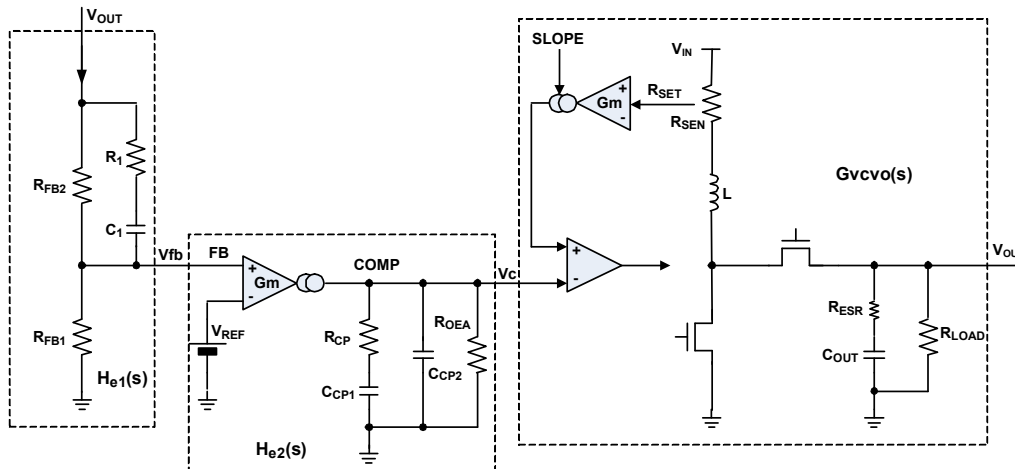 VOUT
RFB2
R1
C1
Vfb
RFB1
He1(s)
FB
Gm
+
-
VREF
COMP
RCP
CCP1
CCP2
ROEA
He2(s)
Vc
SLOPE
Gm
+
-
RSET
VIN
RSEN
L
+
-
Gvcvo(s)
VOU
RESR
COUT
RLOAD